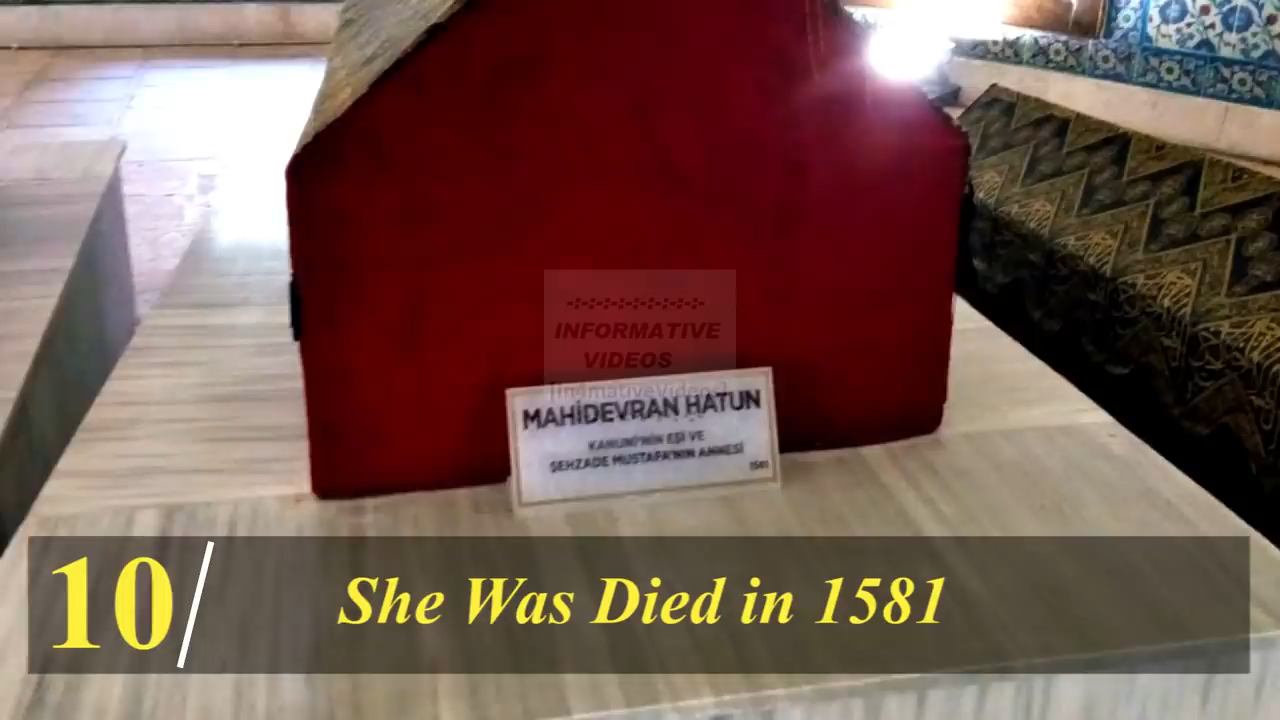 INFORMATIVE
VIDEOS
MAHİDEVRAN HATUN
KANUNİ'NİN EŞİ VE
ŞEHZADE MUSTAFA'NIN ANNESİ
1581
10/
She Was Died in 1581